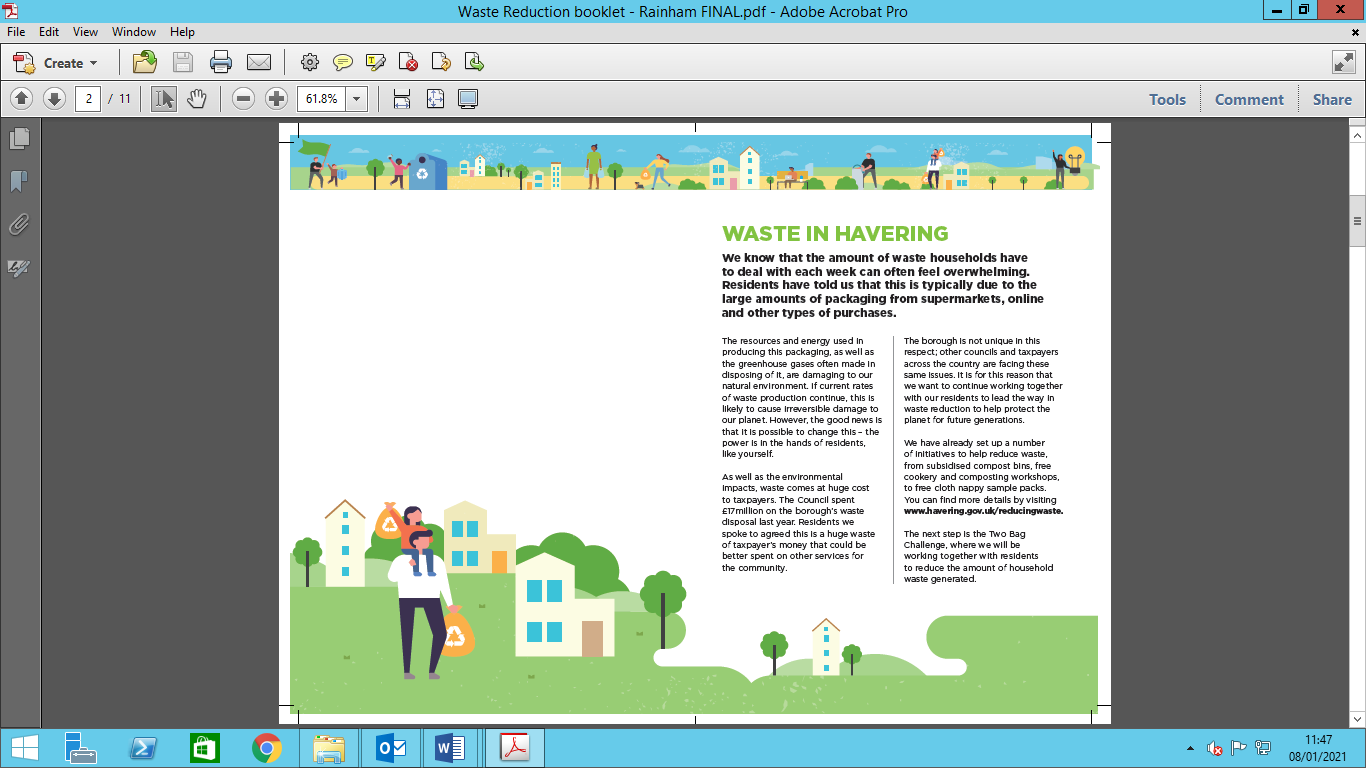 Waste Reduction booklet - Rainham FINAL.pdf - Adobe Acrobat Pro
File Edit View Window Help
Create
2 / 11
61.8%
Tools Comment Share
WASTE IN HAVERING
We know that the amount of waste households have
to deal with each week can often feel overwhelming.
Residents have told us that this is typically due to the
large amounts of packaging from supermarkets, online
and other types of purchases.
The resources and energy used in
producing this packaging, as well as
the greenhouse gases often made in
disposing of it, are damaging to our
natural environment. If current rates
of waste production continue, this is
likely to cause irreversible damage to
our planet. However, the good news is
that it is possible to change this – the
power is in the hands of residents,
like yourself.
As well as the environmental
impacts, waste comes at huge cost
to taxpayers. The Council spent
£17million on the borough's waste
disposal last year. Residents we
spoke to agreed this is a huge waste
of taxpayer's money that could be
better spent on other services for
the community.
The borough is not unique in this
respect; other councils and taxpayers
across the country are facing these
same issues. It is for this reason that
we want to continue working together
with our residents to lead the way in
waste reduction to help protect the
planet for future generations.
We have already set up a number
of initiatives to help reduce waste,
from subsidised compost bins, free
cookery and composting workshops,
to free cloth nappy sample packs.
You can find more details by visiting
www.havering.gov.uk/reducingwaste.
The next step is the Two Bag
Challenge, where we will be
working together with residents
to reduce the amount of household
waste generated.
11:47
08/01/2021